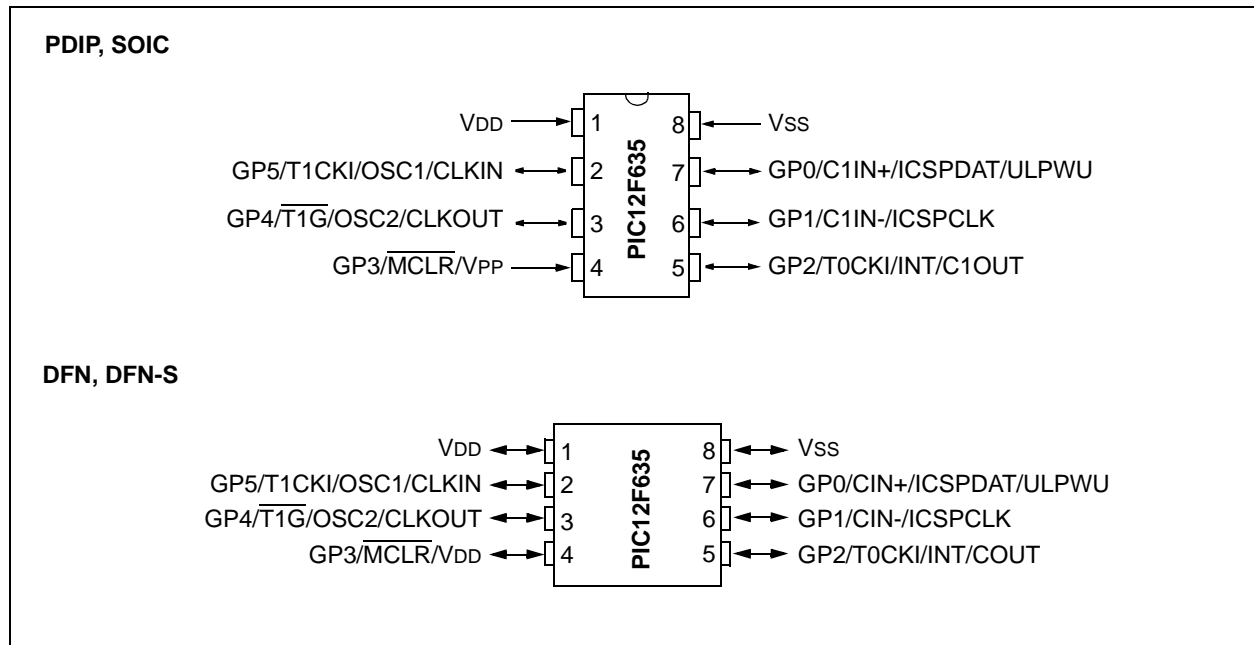 PDIP, SOIC
VDD
1
8
VSS
GP5/T1CKI/OSC1/CLKIN
2
7
GP0/C1IN+/ICSPDAT/ULPWU
GP4/T1G/OSC2/CLKOUT
3
6
GP1/C1IN-/ICSPCLK
GP3/MCLR/VPP
4
5
GP2/T0CKI/INT/C1OUT
PIC12F635
DFN, DFN-S
VDD
1
8
VSS
GP5/T1CKI/OSC1/CLKIN
2
7
GP0/CIN+/ICSPDAT/ULPWU
GP4/T1G/OSC2/CLKOUT
3
6
GP1/CIN-/ICSPCLK
GP3/MCLR/VDD
4
5
GP2/T0CKI/INT/COUT
PIC12F635